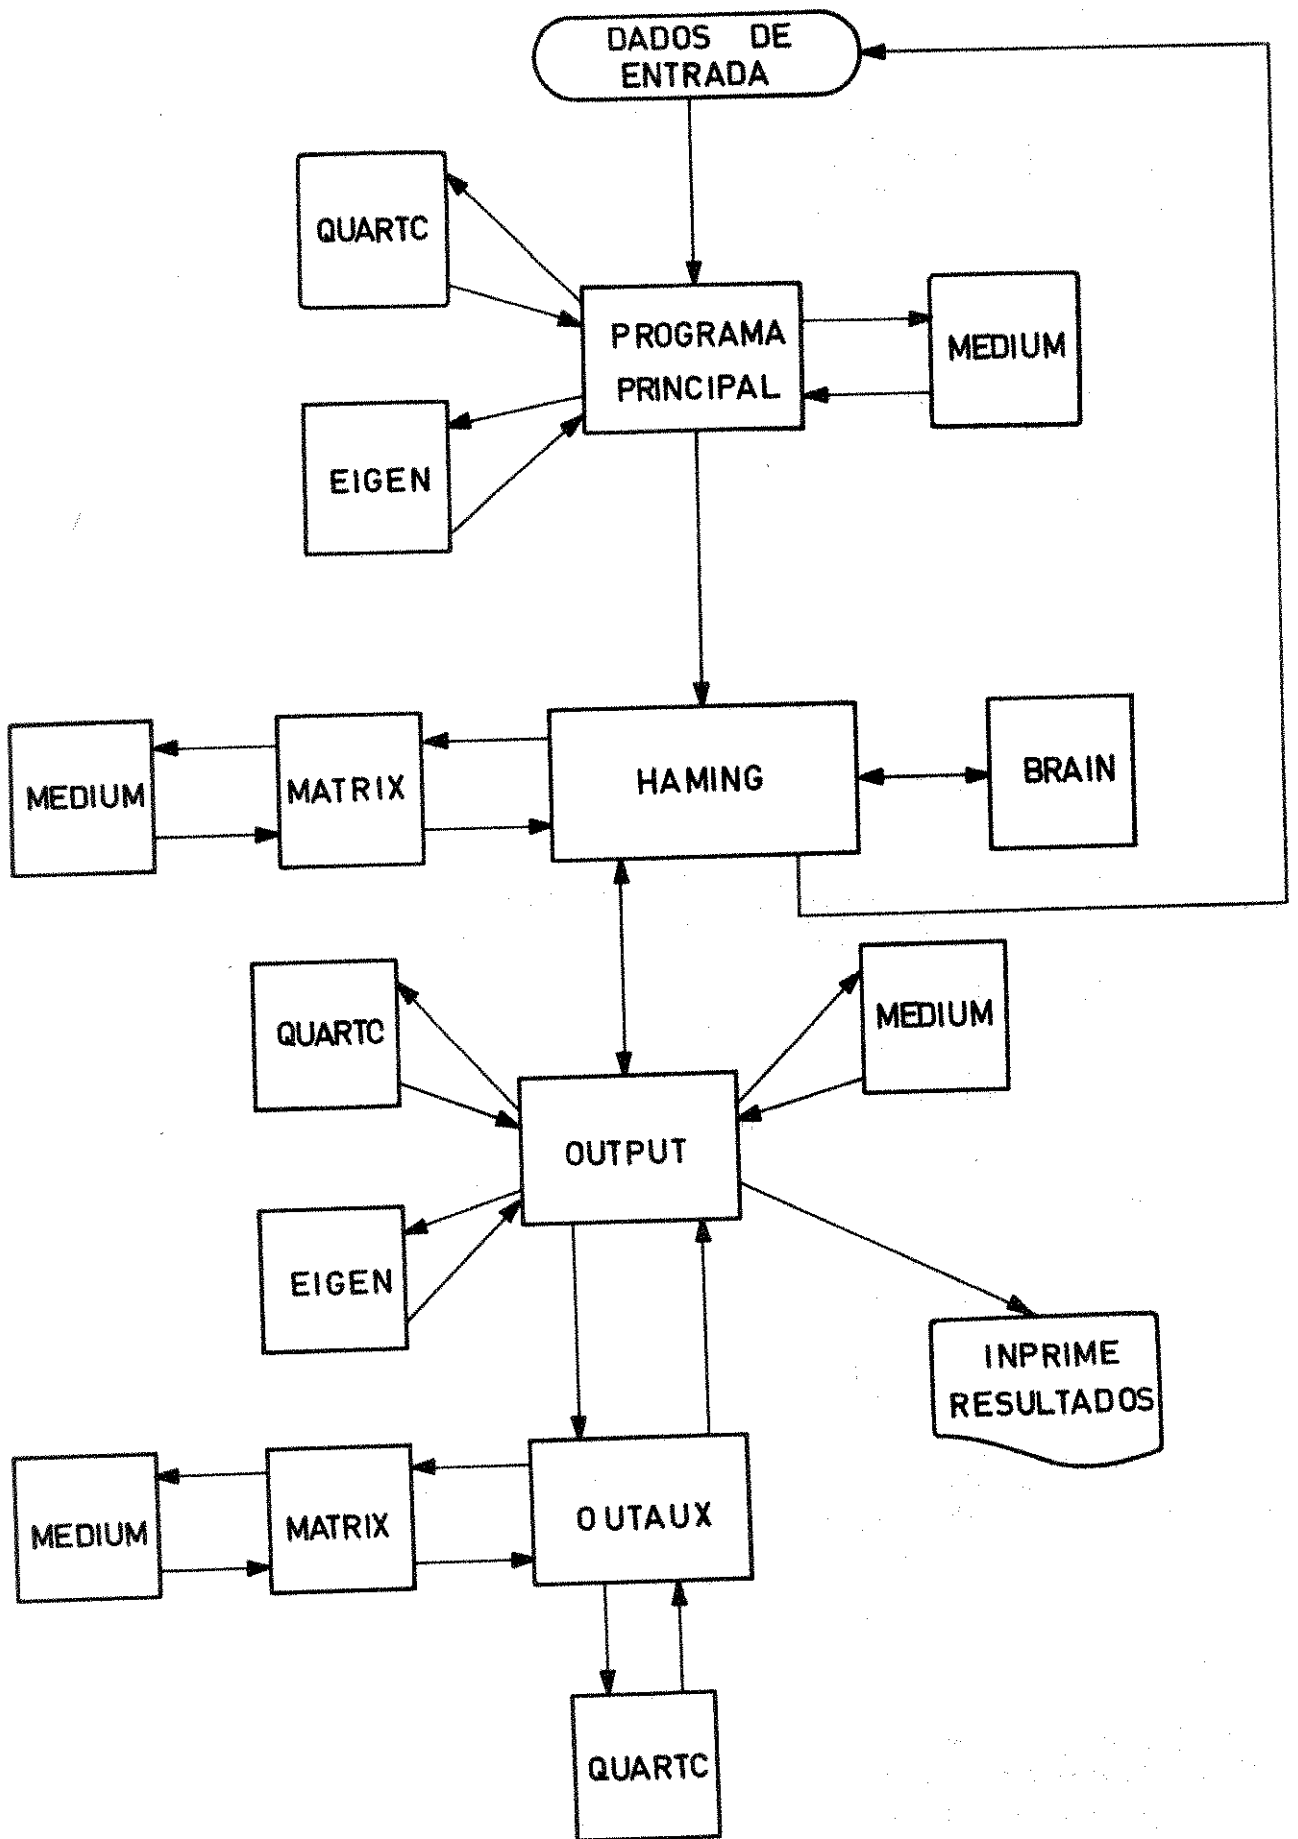 DADOS DE
ENTRADA
QUARTC
PROGRAMA
PRINCIPAL
MEDIUM
EIGEN
MEDIUM
MATRIX
HAMING
BRAIN
QUARTC
MEDIUM
OUTPUT
EIGEN
INPRIME
RESULTADOS
MEDIUM
MATRIX
OUTAUX
QUARTC